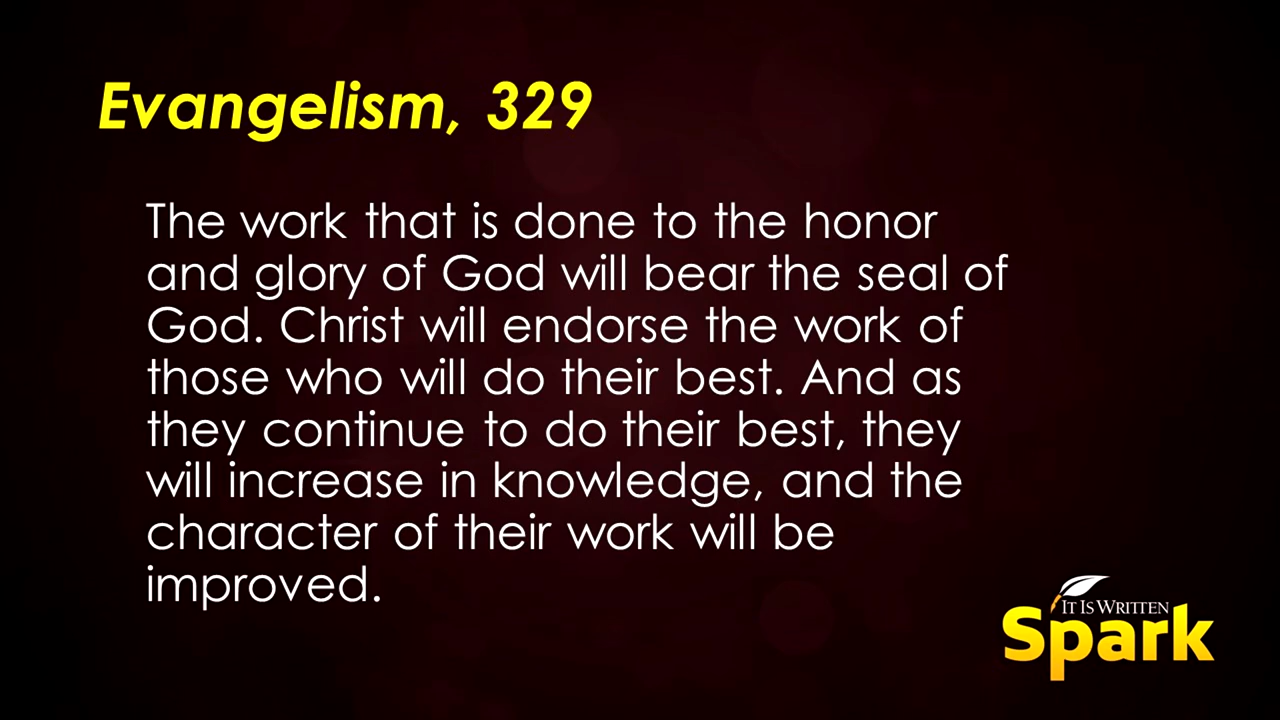 Evangelism, 329
The work that is done to the honor
and glory of God will bear the seal of
God. Christ will endorse the work of
those who will do their best. And as
they continue to do their best, they
will increase in knowledge, and the
character of their work will be
improved.
IT IS WRITTEN
Spark